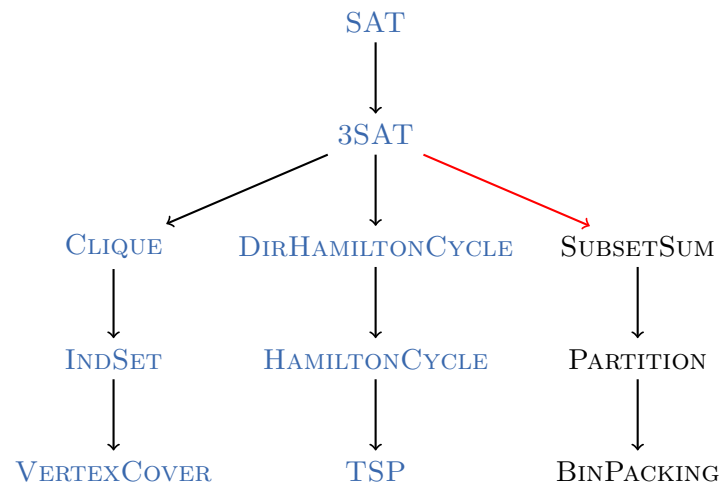 SAT
3SAT
CLIQUE DIRHAMILTONCYCLE SUBSETSUM
INDSET HAMILTONCYCLE PARTITION
VERTEXCOVER TSP BINPACKING